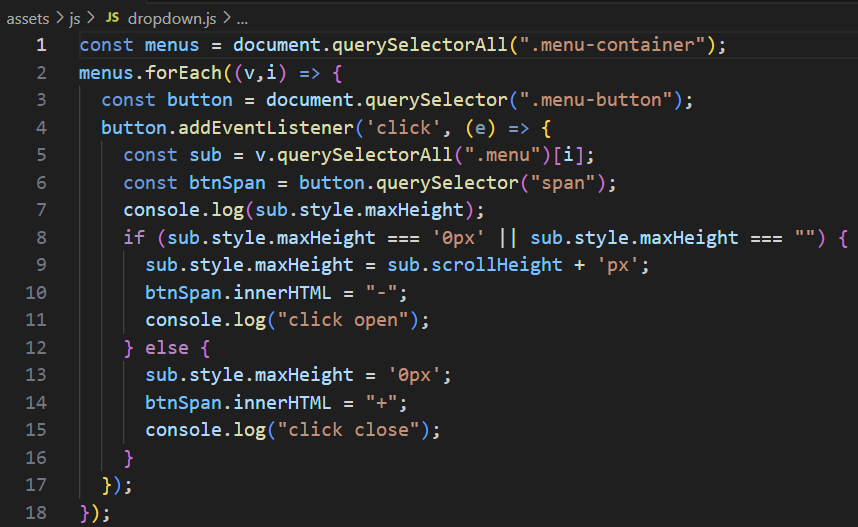 assets > js > JS dropdown.js > ...
1 const menus = document.querySelectorAll(".menu-container");
2 menus.forEach((v,i) => {
3   const button = document.querySelector(".menu-button");
4   button.addEventListener('click', (e) => {
5     const sub = v.querySelectorAll(".menu")[i];
6     const btnSpan = button.querySelector("span");
7     console.log(sub.style.maxHeight);
8     if (sub.style.maxHeight === '0px' || sub.style.maxHeight === "") {
9       sub.style.maxHeight = sub.scrollHeight + 'px';
10       btnSpan.innerHTML = "-";
11       console.log("click open");
12     } else {
13       sub.style.maxHeight = '0px';
14       btnSpan.innerHTML = "+";
15       console.log("click close");
16     }
17   });
18 });